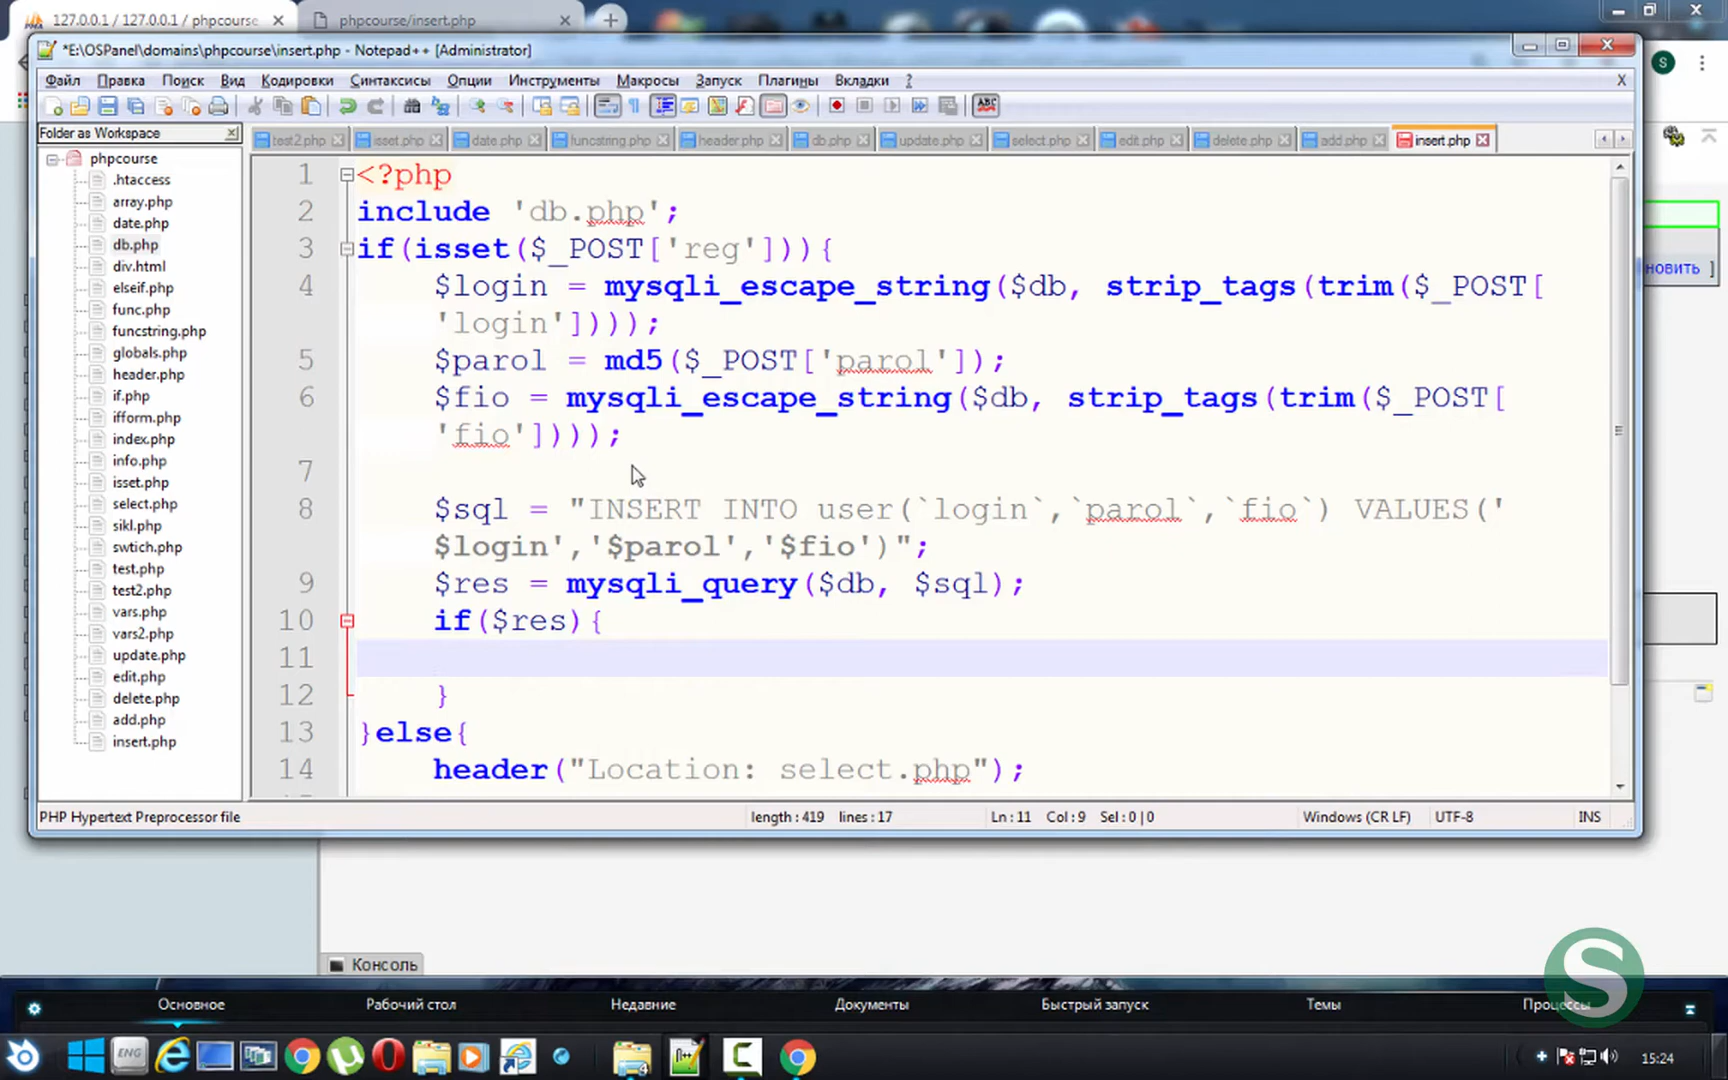 127.0.0.1 / 127.0.0.1 / phpcourse
phpcourse/insert.php
*E:\OSPanel\domains\phpcourse\insert.php - Notepad++ [Administrator]
S
Файл Правка Поиск Вид Кодировки Синтаксисы Опции Инструменты Макросы Запуск Плагины Вкладки ? X
ABC
Folder as Workspace
test2.php isset.php date.php funcstring.php header.php db.php update.php select.php edit.php delete.php add.php insert.php
phpcourse
.htaccess
array.php
date.php
db.php
div.html
elseif.php
func.php
funcstring.php
globals.php
header.php
if.php
ifform.php
index.php
info.php
isset.php
select.php
sikl.php
swtich.php
test.php
test2.php
vars.php
vars2.php
update.php
edit.php
delete.php
add.php
insert.php
1 <?php
2 include 'db.php';
3 if(isset($_POST['reg'])){
4 $login = mysqli_escape_string($db, strip_tags(trim($_POST[
'login'])));
5 $parol = md5($_POST['parol']);
6 $fio = mysqli_escape_string($db, strip_tags(trim($_POST[
'fio'])));
7
8 $sql = "INSERT INTO user(`login`,`parol`,`fio`) VALUES('
$login','$parol','$fio')";
9 $res = mysqli_query($db, $sql);
10 if($res){
11
12 }
13 }else{
14 header("Location: select.php");
новить ]
PHP Hypertext Preprocessor file length : 419 lines : 17 Ln : 11 Col : 9 Sel : 0 | 0 Windows (CR LF) UTF-8 INS
Консоль
S
Основное Рабочий стол Недавние Документы Быстрый запуск Темы Процессы
ENG
15:24